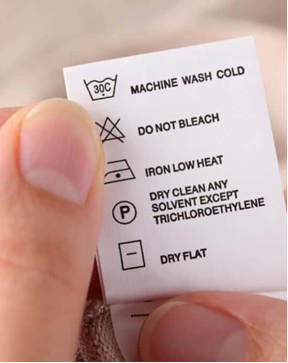 30C MACHINE WASH COLD
DO NOT BLEACH
IRON LOW HEAT
P DRY CLEAN ANY
SOLVENT EXCEPT
TRICHLOROETHYLENE
DRY FLAT